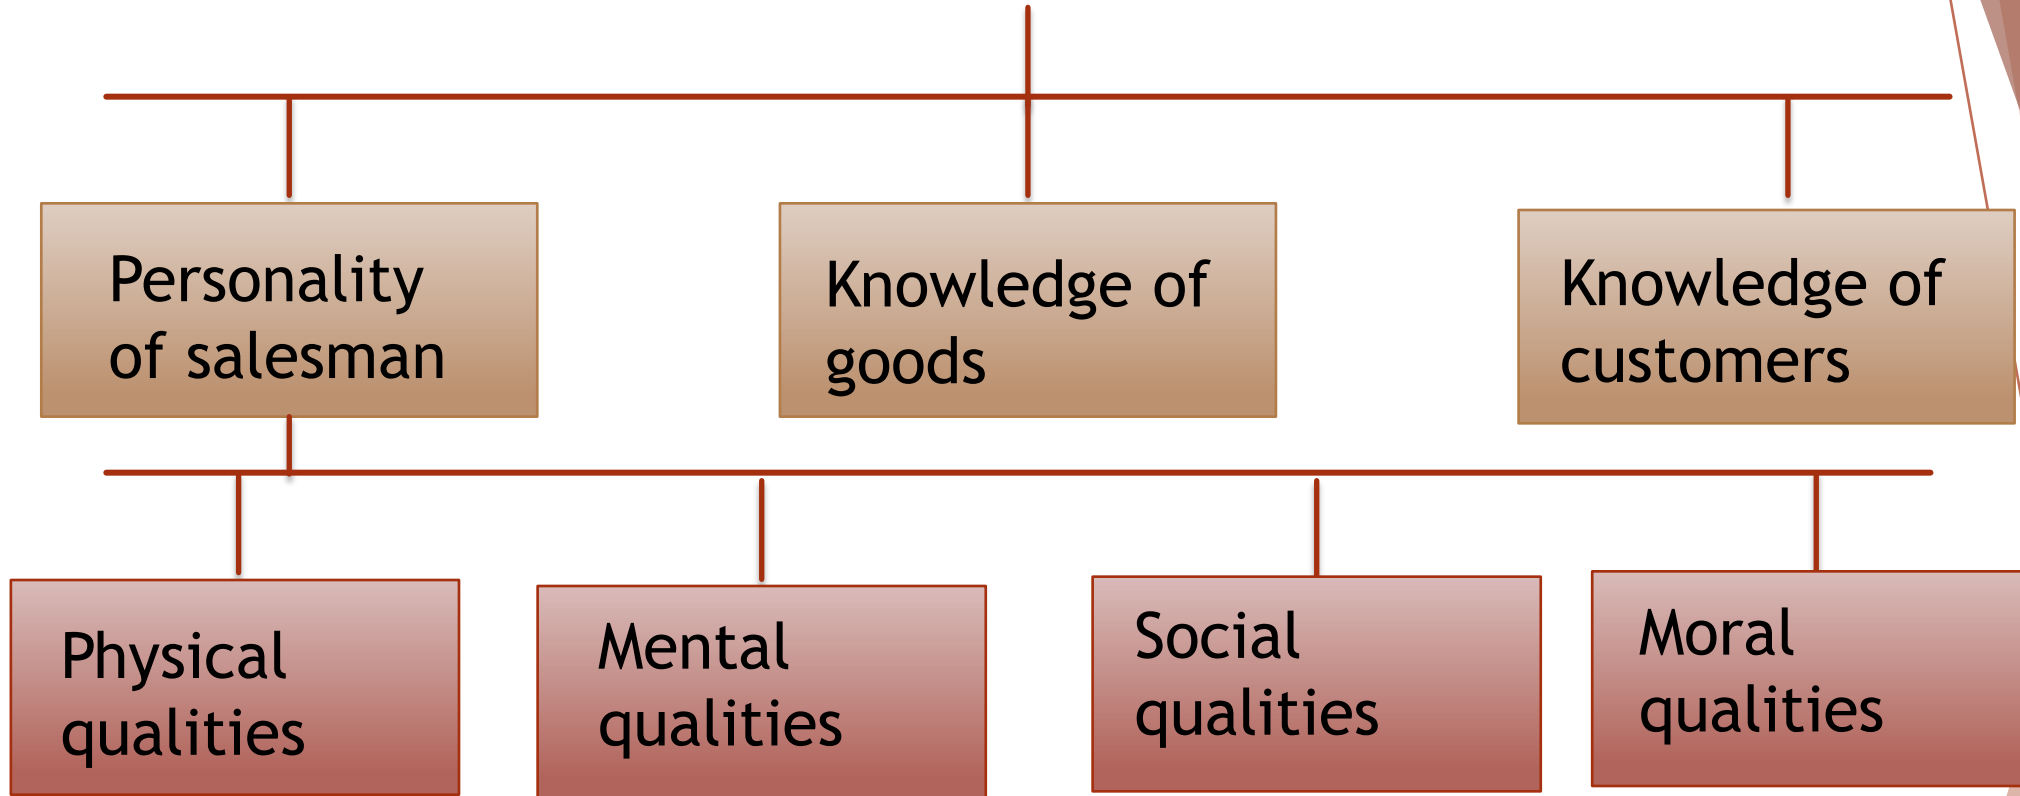 Personality
of salesman
Knowledge of
goods
Knowledge of
customers
Physical
qualities
Mental
qualities
Social
qualities
Moral
qualities